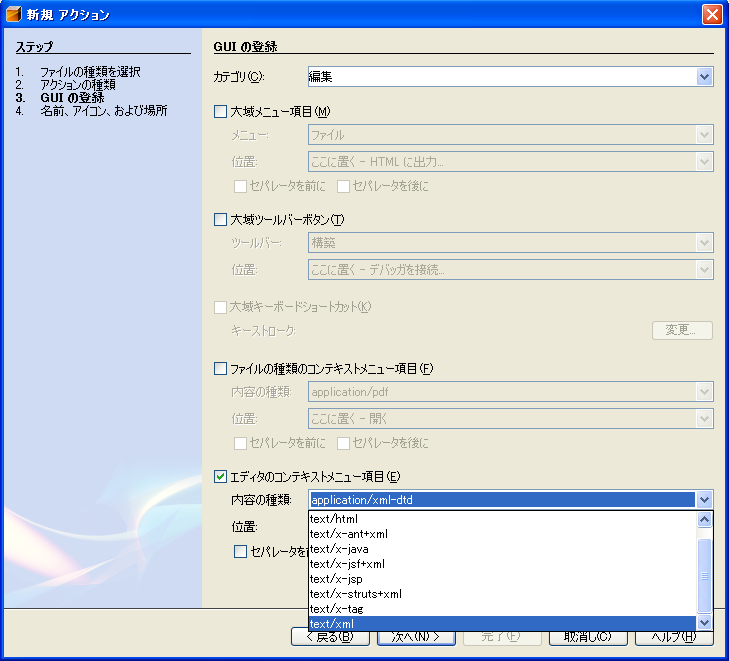 新規 アクション
ステップ
1. ファイルの種類を選択
2. アクションの種類
3. GUI の登録
4. 名前、アイコン、および場所
GUI の登録
カテゴリ(C): 編集
大域メニュー項目(M)
メニュー: ファイル
位置: ここに置く - HTML に出力...
セパレータを前に セパレータを後に
大域ツールバーボタン(T)
ツールバー: 構築
位置: ここに置く - デバッガを接続...
大域キーボードショートカット(K)
キーストローク:
変更...
ファイルの種類のコンテキストメニュー項目(F)
内容の種類: application/pdf
位置: ここに置く - 開く
セパレータを前に セパレータを後に
エディタのコンテキストメニュー項目(E)
内容の種類: application/xml-dtd
text/html
位置: text/x-ant+xml
text/x-java
セパレータを
text/x-jsf+xml
text/x-jsp
text/x-struts+xml
text/x-tag
text/xml
< 戻る(B) 次へ(N) > 完了(F) 取消し(C) ヘルプ(H)